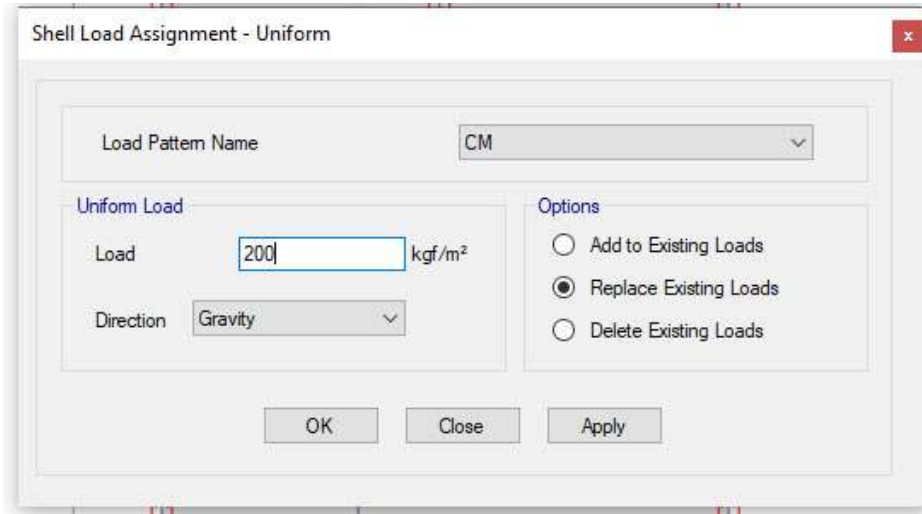 Shell Load Assignment - Uniform
x
Load Pattern Name CM
Uniform Load
Load 200 kgf/m²
Direction Gravity
Options
Add to Existing Loads
Replace Existing Loads
Delete Existing Loads
OK Close Apply